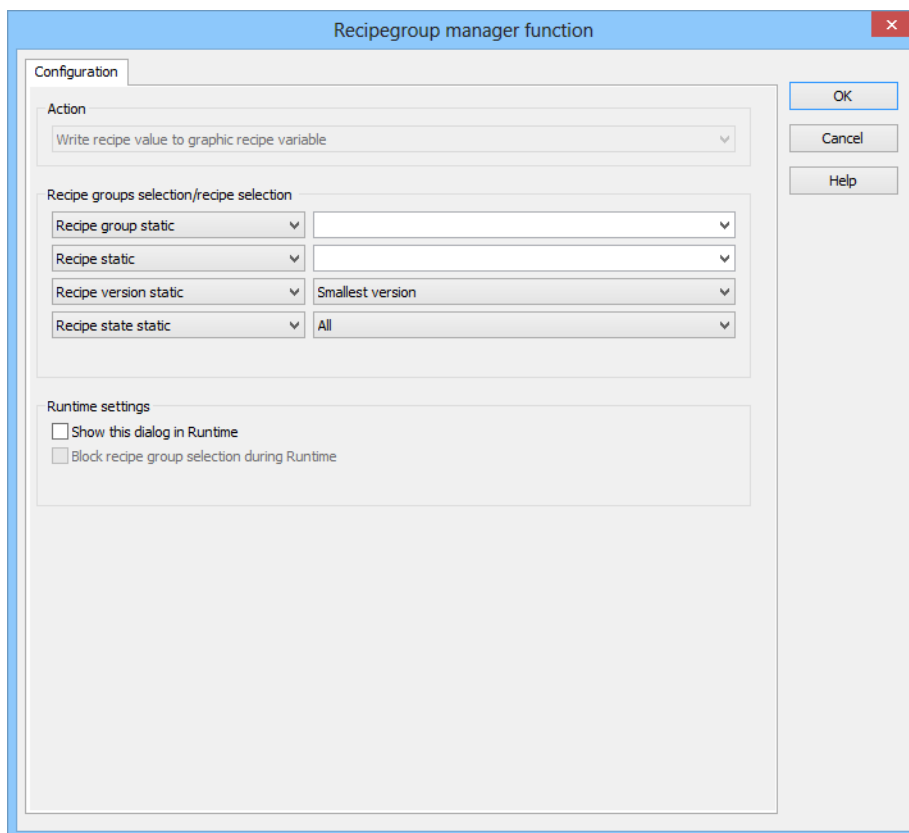 Recipegroup manager function
Configuration
OK
Cancel
Help
Action
Write recipe value to graphic recipe variable
Recipe groups selection/recipe selection
Recipe group static
Recipe static
Recipe version static Smallest version
Recipe state static All
Runtime settings
Show this dialog in Runtime
Block recipe group selection during Runtime